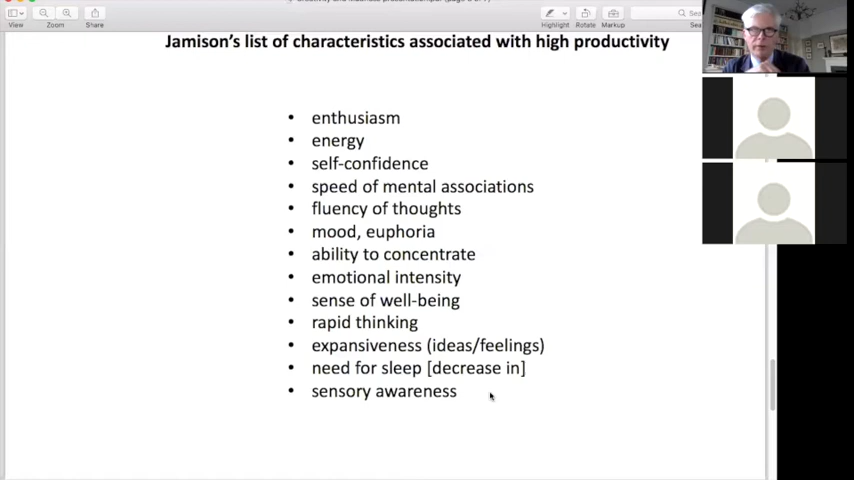 View
Zoom
Share
Highlight
Rotate
Markup
Sea
Jamison's list of characteristics associated with high productivity
• enthusiasm
• energy
• self-confidence
• speed of mental associations
• fluency of thoughts
• mood, euphoria
• ability to concentrate
• emotional intensity
• sense of well-being
• rapid thinking
• expansiveness (ideas/feelings)
• need for sleep [decrease in]
• sensory awareness